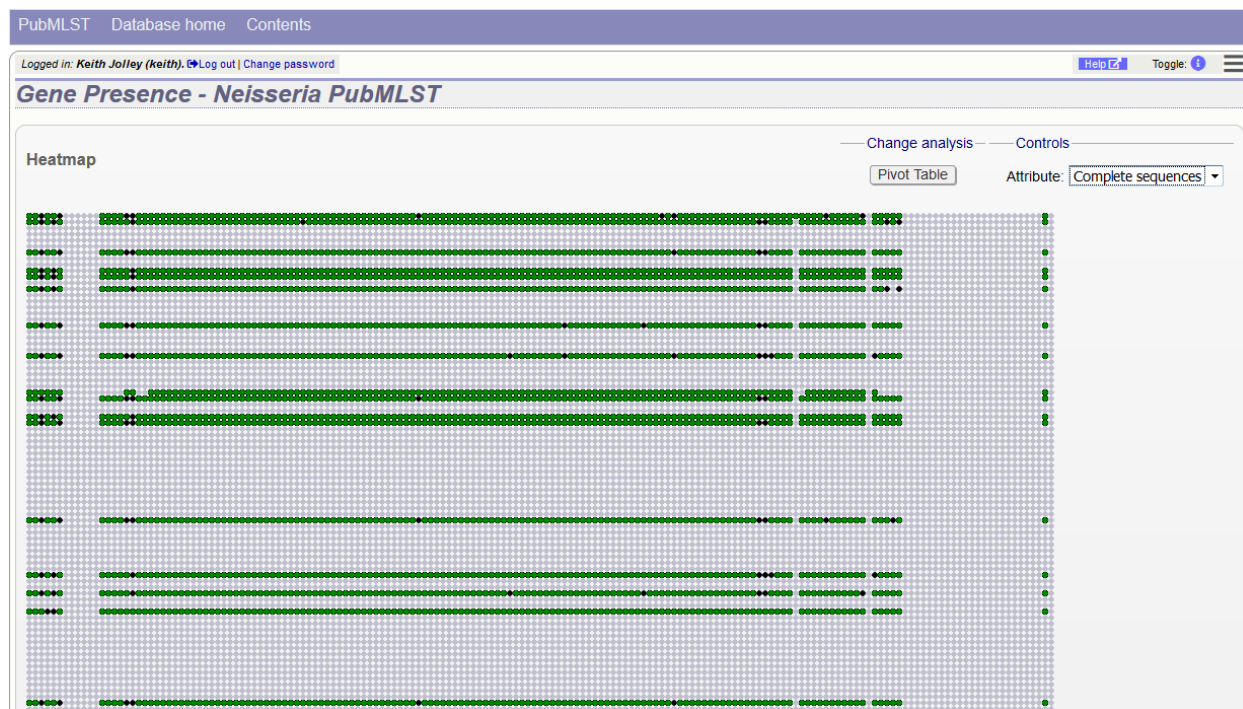 PubMLST Database home Contents
Logged in: Keith Jolley (keith). Log out | Change password
Help
Toggle: i
Gene Presence - Neisseria PubMLST
Heatmap
Change analysis
Controls
Pivot Table
Attribute: Complete sequences